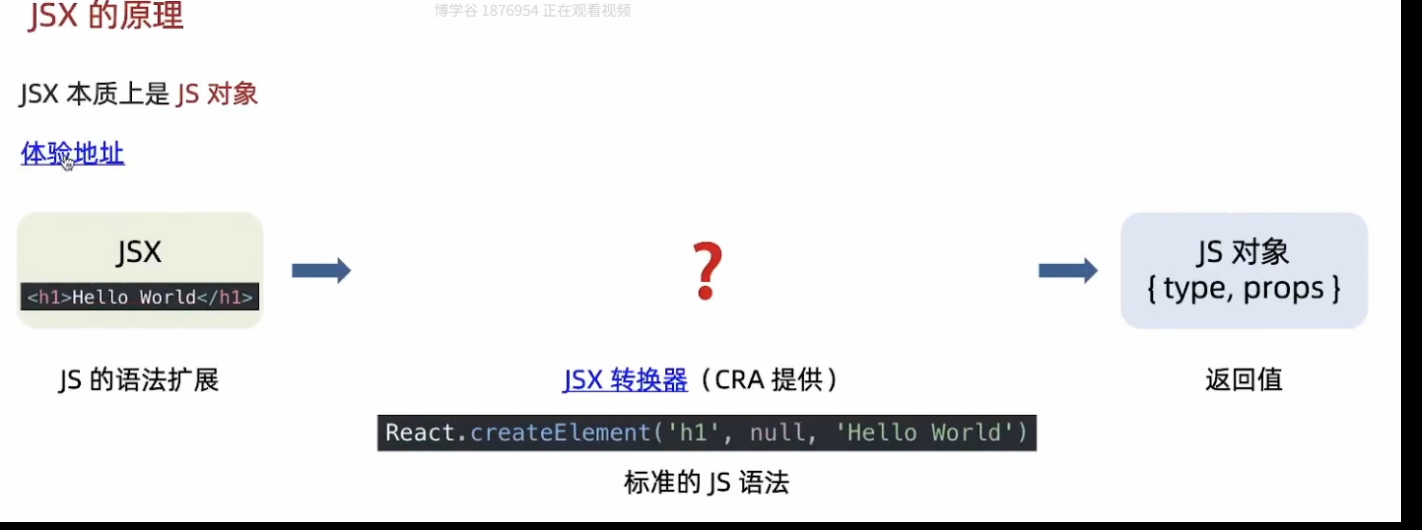 JSX 的原理
博学谷 1876954 正在观看视频
JSX 本质上是 JS 对象
体验地址
JSX
<h1>Hello World</h1>
JS 的语法扩展
?
JSX 转换器（CRA 提供）
React.createElement('h1', null, 'Hello World')
标准的 JS 语法
JS 对象
{ type, props }
返回值